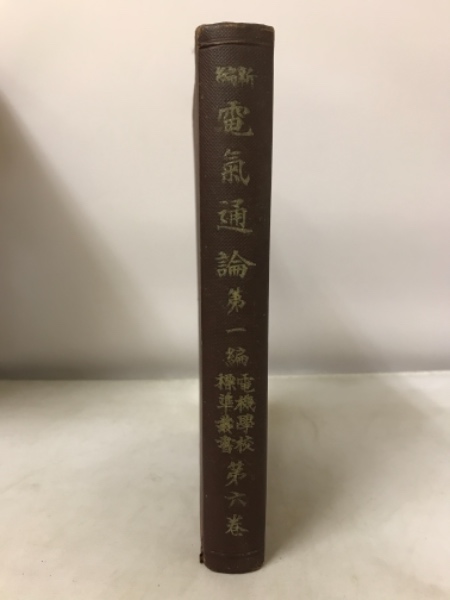 新編
電氣通論
第一編
電機學校
標準叢書
第六卷